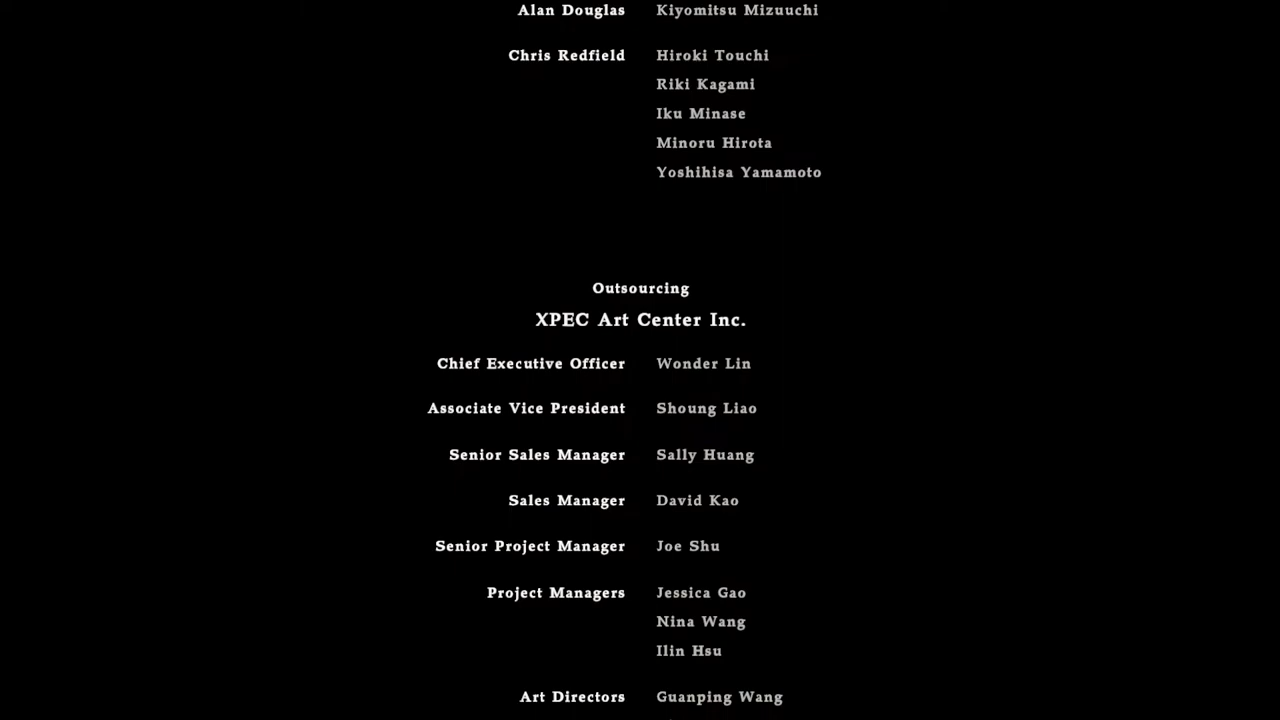 Alan Douglas Kiyomitsu Mizuuchi
Chris Redfield Hiroki Touchi
Riki Kagami
Iku Minase
Minoru Hirota
Yoshihisa Yamamoto
Outsourcing
XPEC Art Center Inc.
Chief Executive Officer Wonder Lin
Associate Vice President Shoung Liao
Senior Sales Manager Sally Huang
Sales Manager David Kao
Senior Project Manager Joe Shu
Project Managers Jessica Gao
Nina Wang
Ilin Hsu
Art Directors Guanping Wang